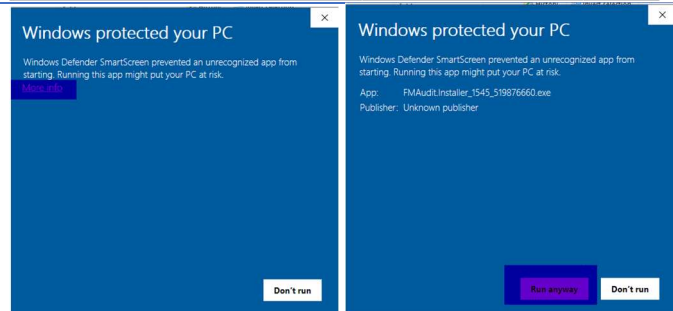 Windows protected your PC
Windows Defender SmartScreen prevented an unrecognized app from
starting. Running this app might put your PC at risk.
More info
Don't run
Windows protected your PC
Windows Defender SmartScreen prevented an unrecognized app from
starting. Running this app might put your PC at risk.
App: FMAudit.Installer_1545_519876660.exe
Publisher: Unknown publisher
Run anyway
Don't run